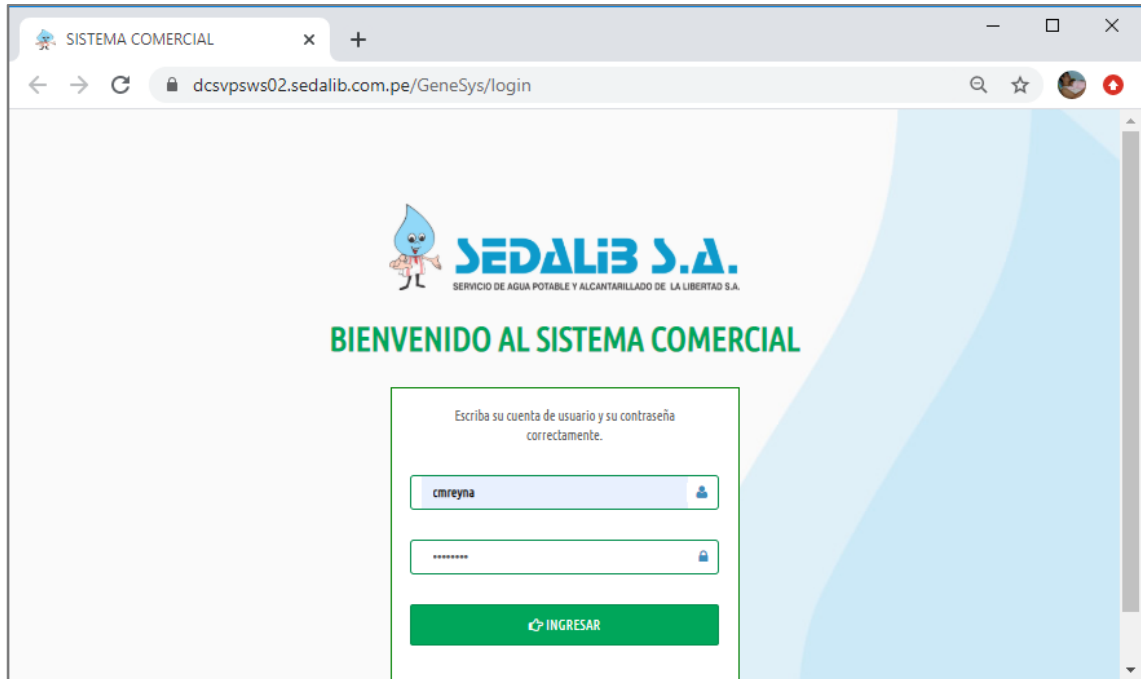 SISTEMA COMERCIAL
dcsvpsws02.sedalib.com.pe/GeneSys/login
SEDALIB S.A.
SERVICIO DE AGUA POTABLE Y ALCANTARILLADO DE LA LIBERTAD S.A.
BIENVENIDO AL SISTEMA COMERCIAL
Escriba su cuenta de usuario y su contraseña
correctamente.
cmreyna
••••••••
INGRESAR